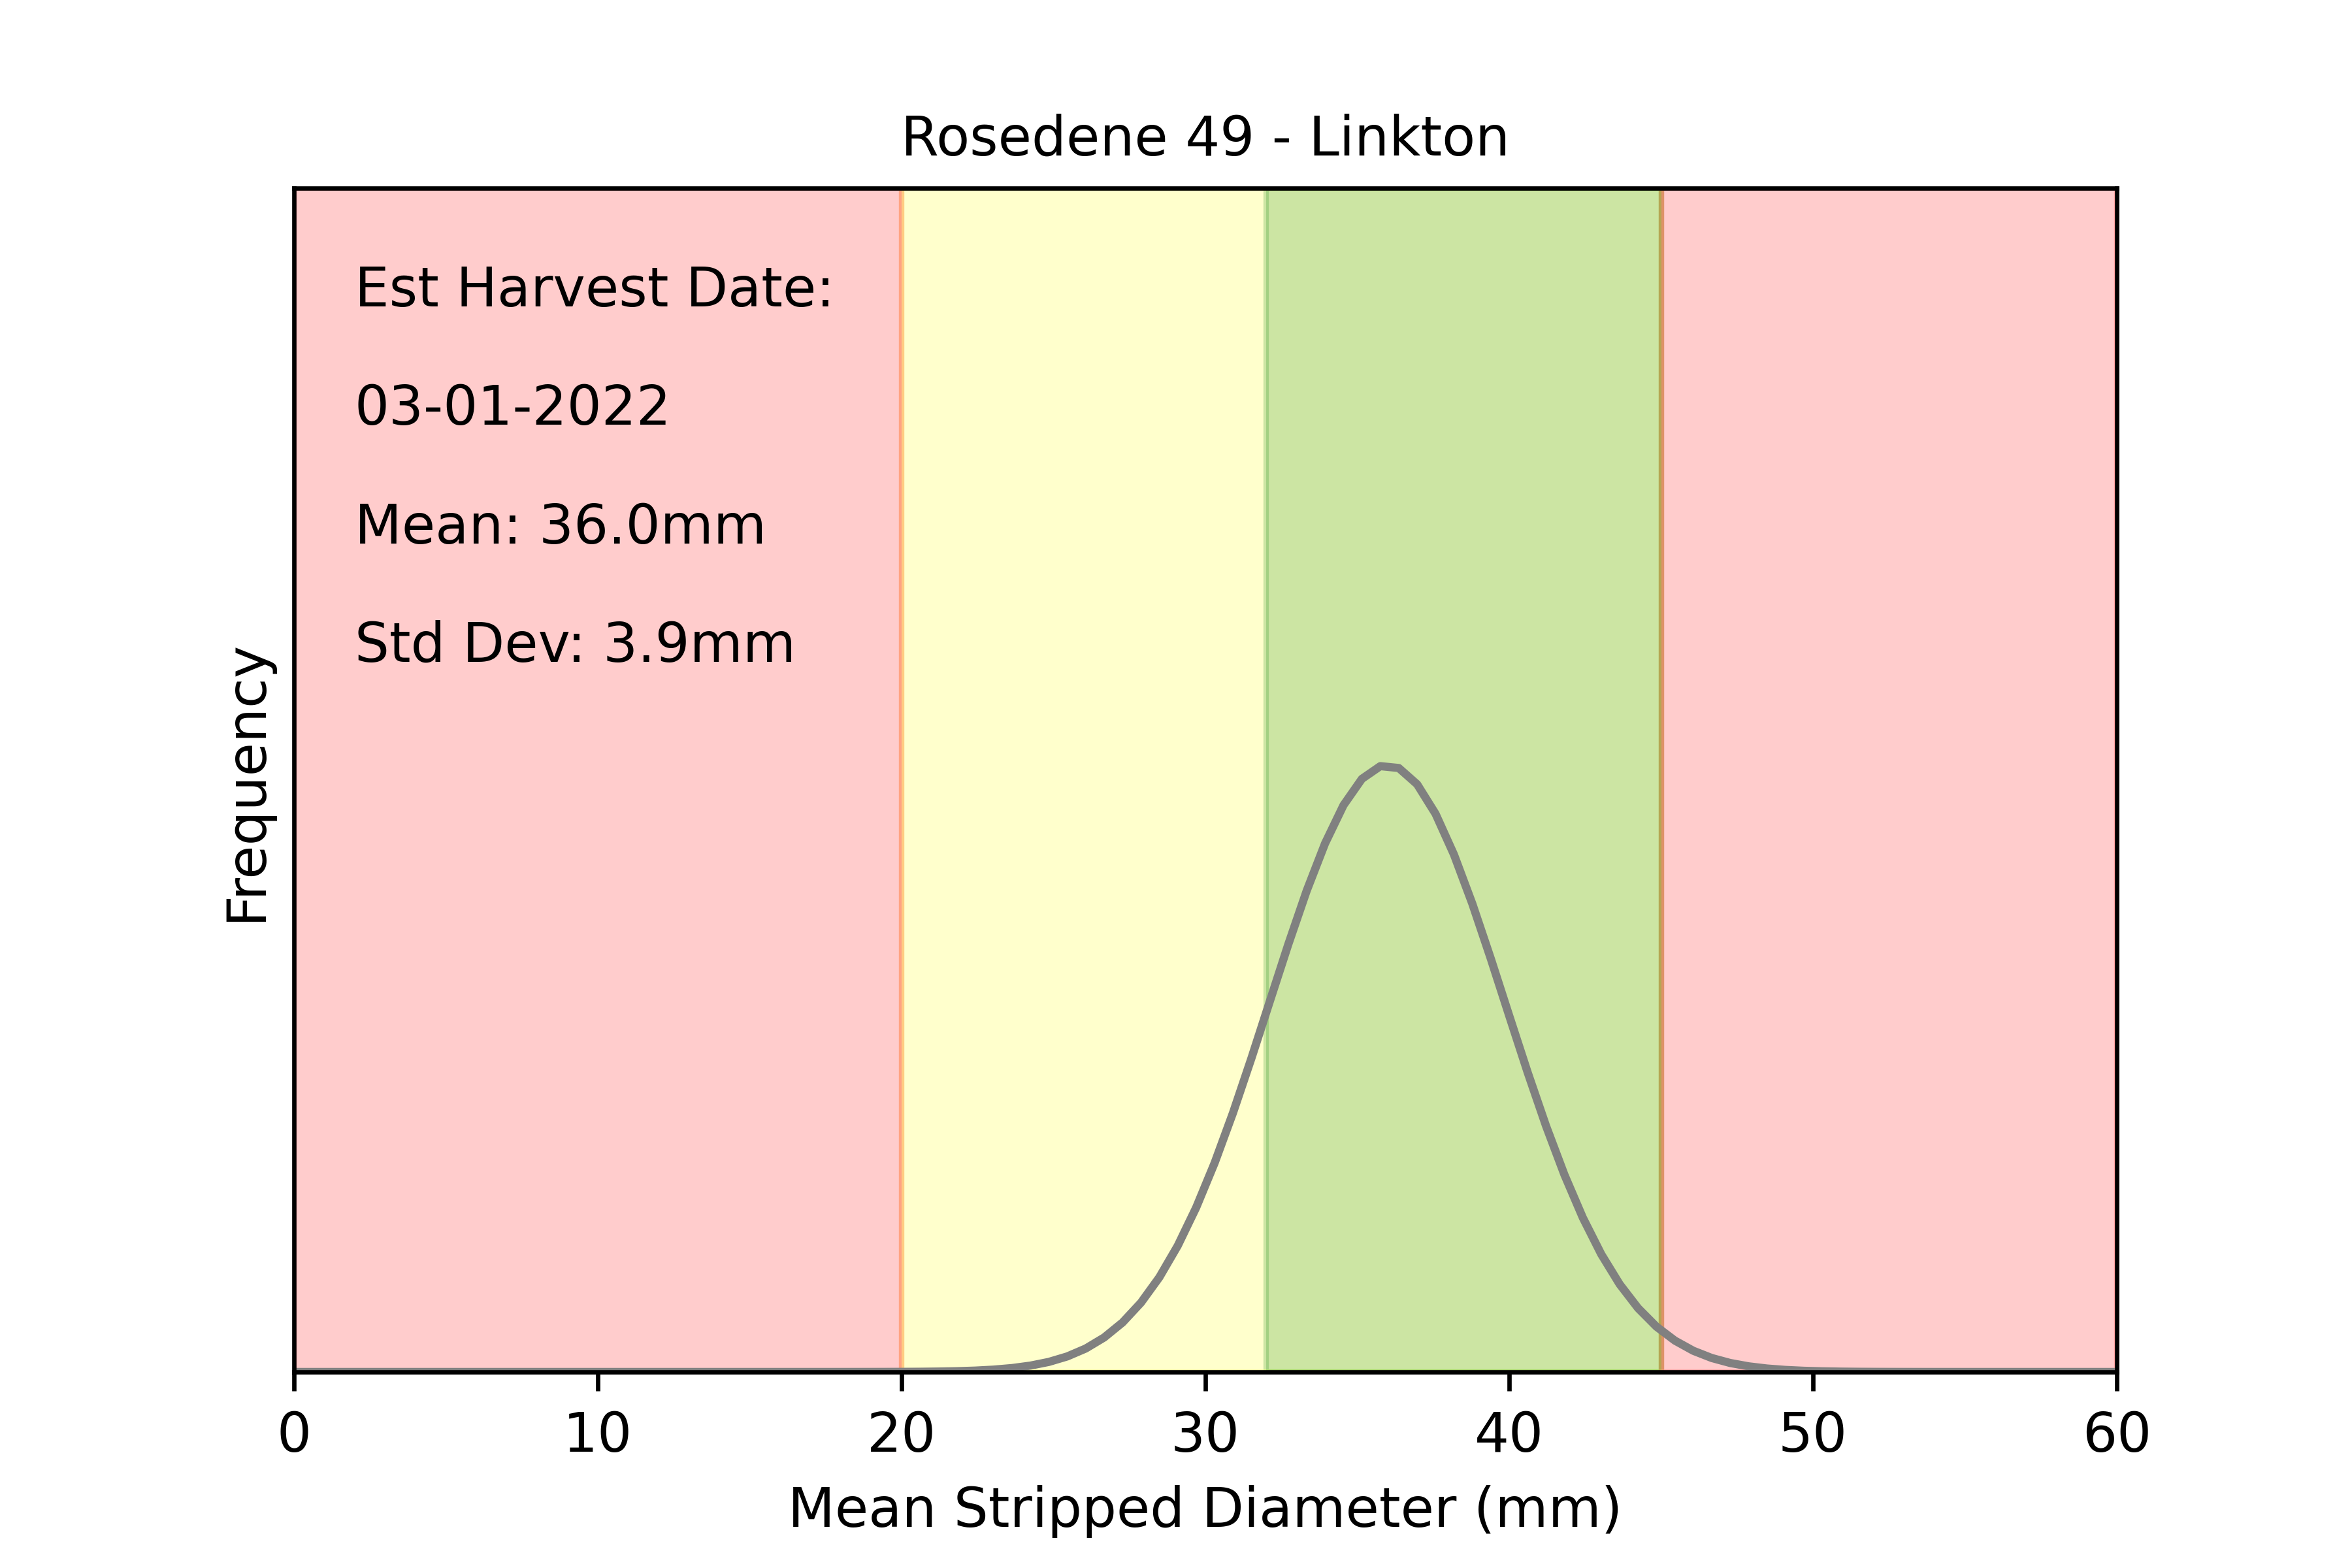 Rosedene 49 - Linkton
Est Harvest Date:
03-01-2022
Mean: 36.0mm
Std Dev: 3.9mm
Frequency
0 10 20 30 40 50 60
Mean Stripped Diameter (mm)